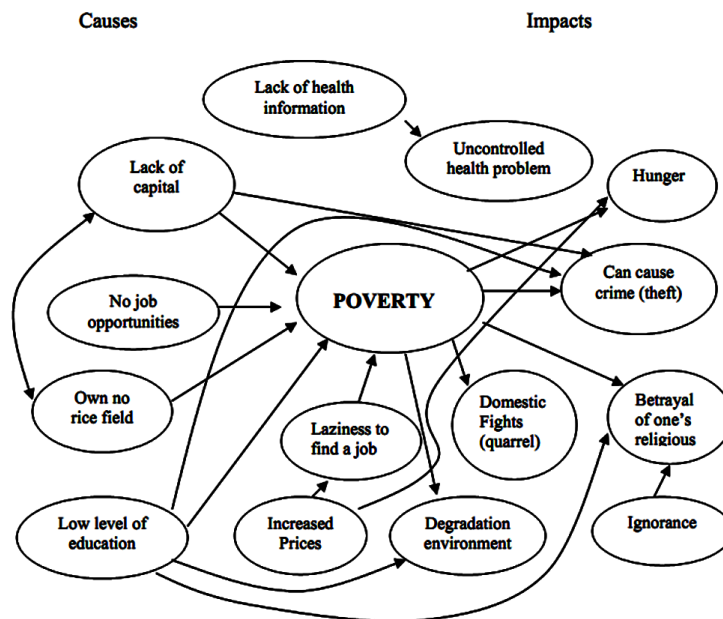 Causes
Impacts
Lack of health
information
Uncontrolled
health problem
Lack of
capital
Hunger
No job
opportunities
POVERTY
Can cause
crime (theft)
Own no
rice field
Laziness to
find a job
Domestic
Fights
(quarrel)
Betrayal
of one's
religious
Low level of
education
Increased
Prices
Degradation
environment
Ignorance